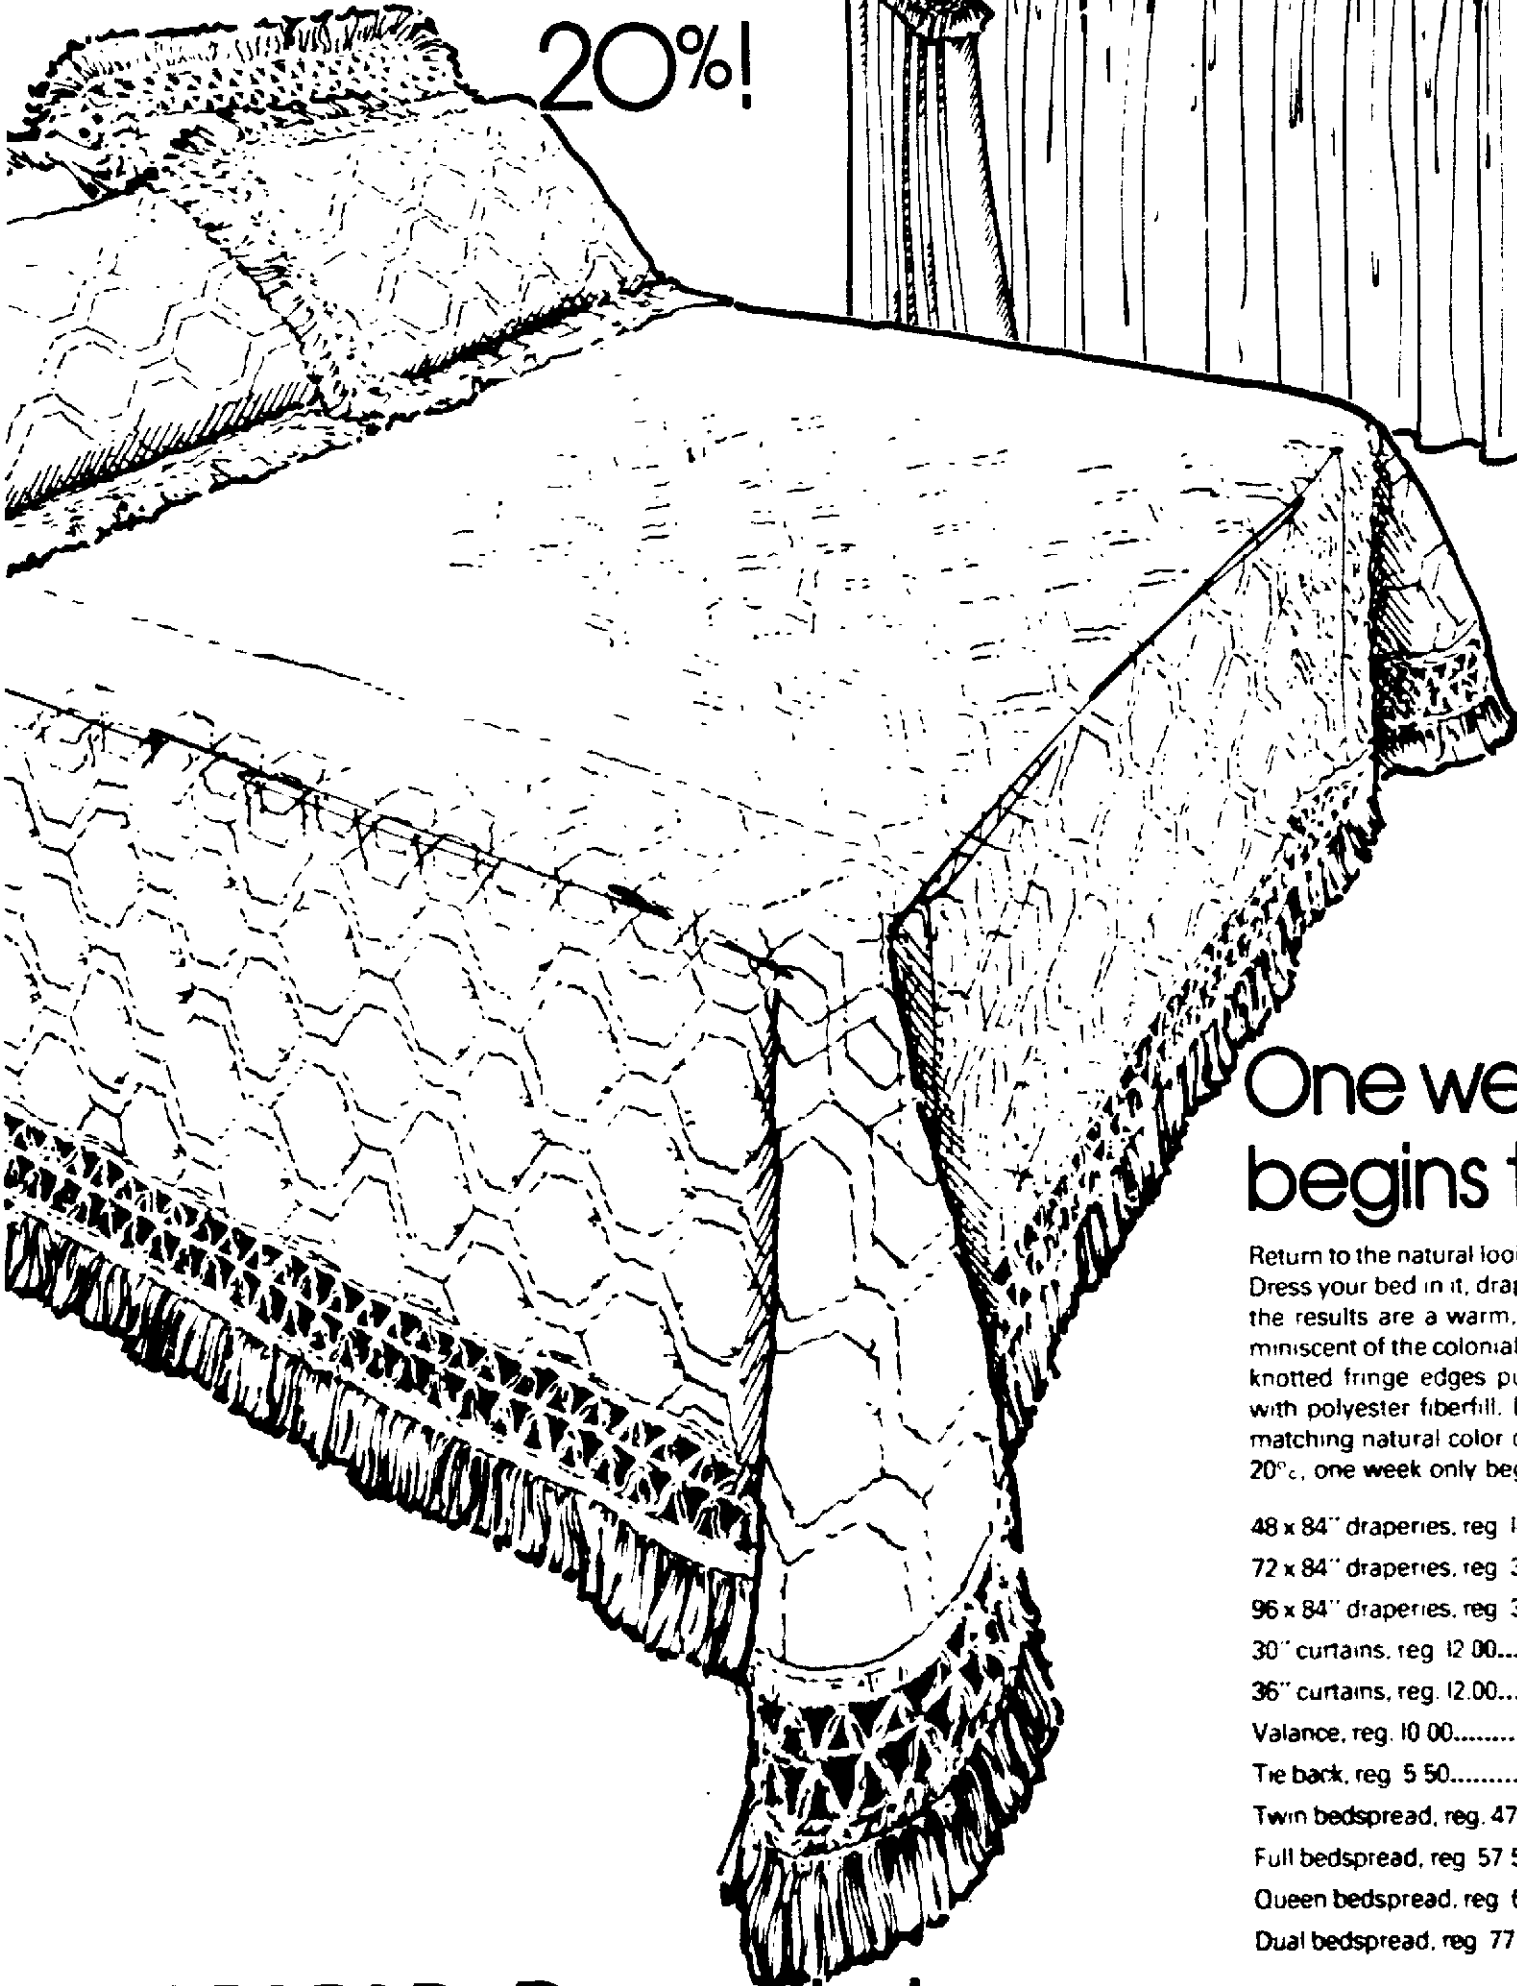 20%!
One we
begins
Return to the natural
Dress your bed in it,
the results are a warm,
miniscent of the colonial
knotted fringe edges
with polyester fiberfill.
matching natural color
20%, one week only
48 x 84" draperies, reg
72 x 84" draperies, reg 3
96 x 84" draperies, reg 3
30" curtains, reg 12.00...
36" curtains, reg. 12.00...
Valance, reg. 10 00........
Tie back, reg 5 50.........
Twin bedspread, reg. 47
Full bedspread, reg 57 5
Queen bedspread, reg 6
Dual bedspread, reg 77